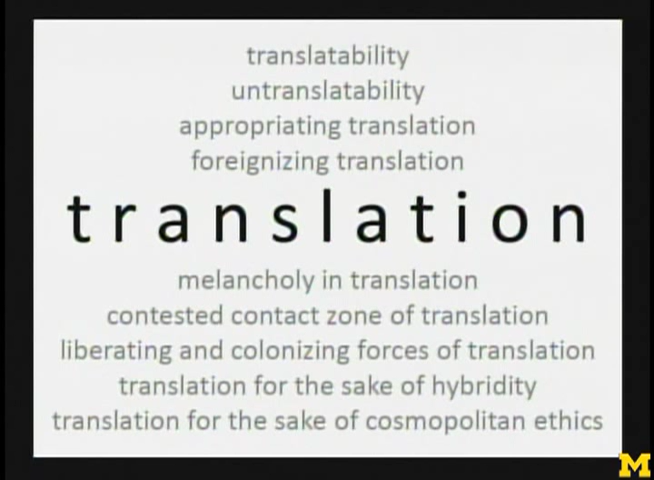 translatability
untranslatability
appropriating translation
foreignizing translation
translation
melancholy in translation
contested contact zone of translation
liberating and colonizing forces of translation
translation for the sake of hybridity
translation for the sake of cosmopolitan ethics
M